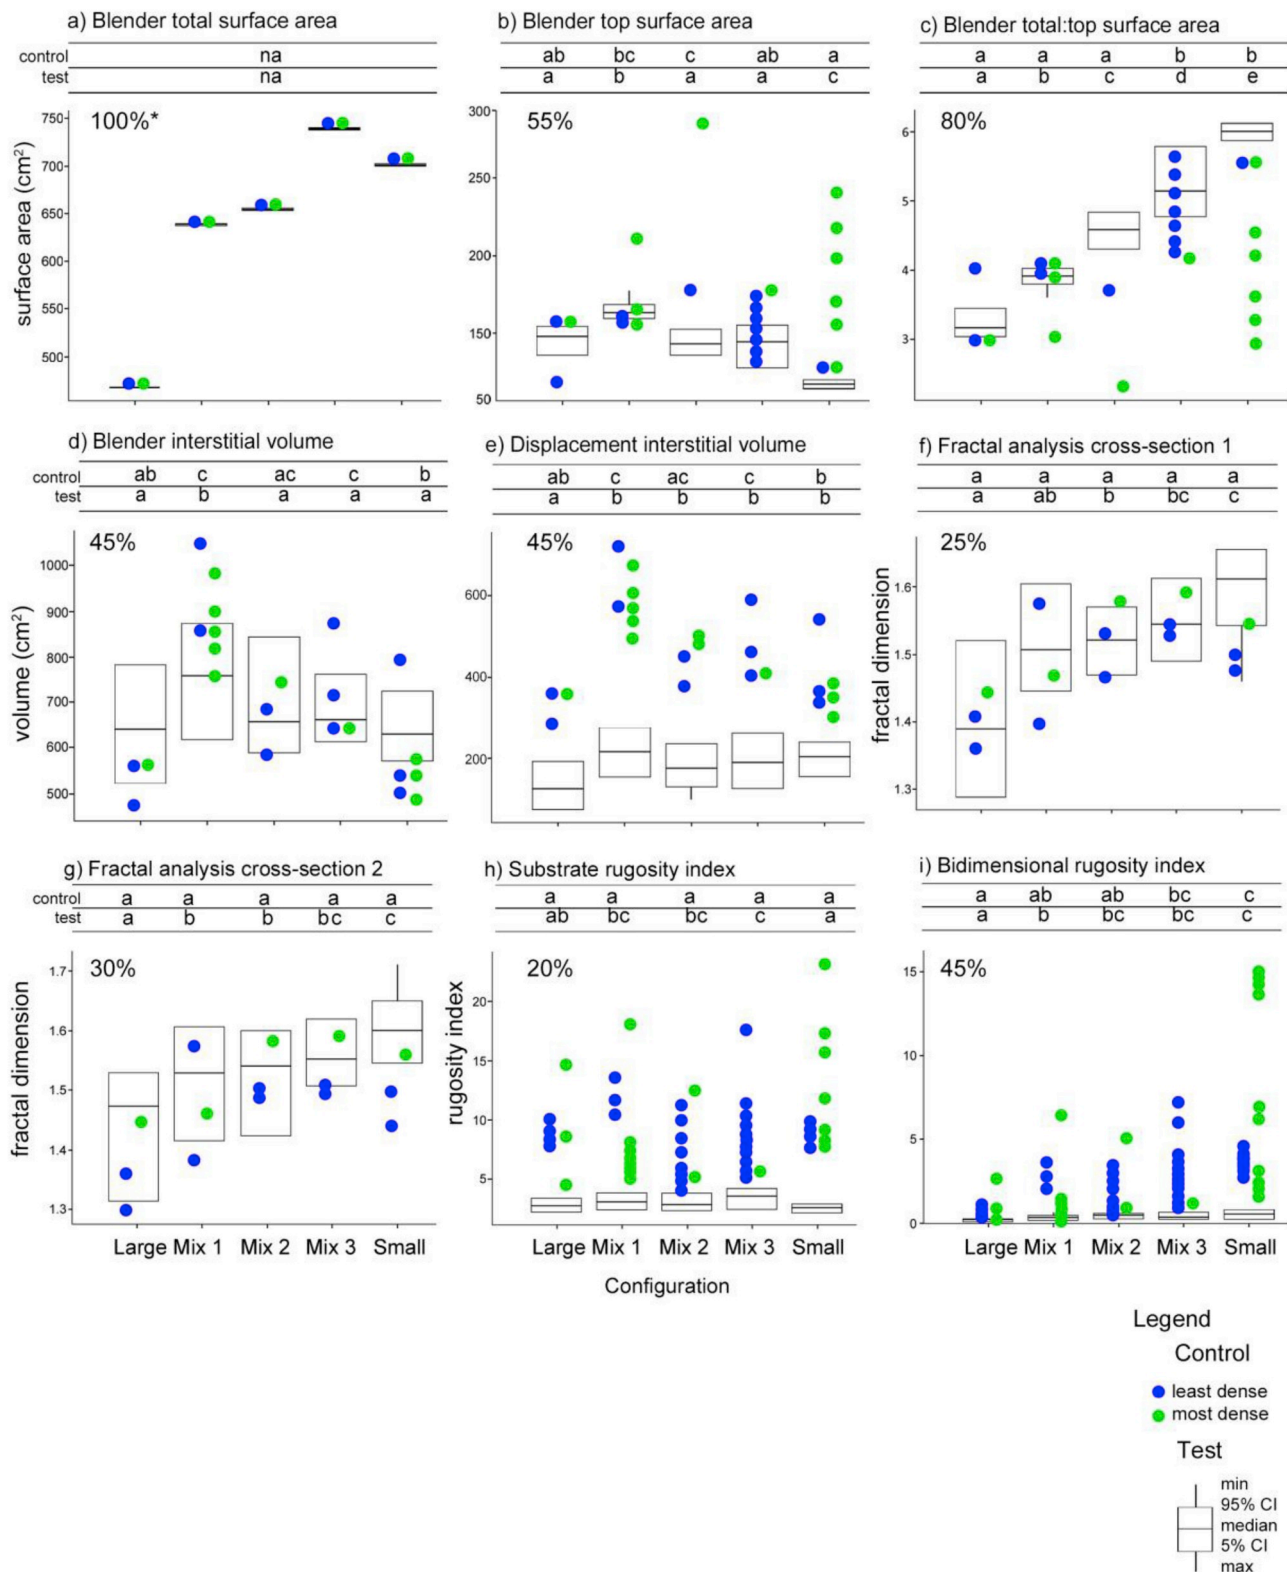 a) Blender total surface area
control na
test na
100%*
surface area (cm²)
750
700
650
600
550
500
b) Blender top surface area
ab bc c ab a
a b a a c
55%
300
250
200
150
50
c) Blender total:top surface area
a a a b b
a b c d e
80%
6
5
4
3
d) Blender interstitial volume
control ab c ac c b
test a b a a a
45%
volume (cm²)
1000
900
800
700
600
500
e) Displacement interstitial volume
ab c ac c b
a b b b b
45%
600
400
200
f) Fractal analysis cross-section 1
a a a a a
a ab b bc c
25%
fractal dimension
1.6
1.5
1.4
1.3
g) Fractal analysis cross-section 2
control a a a a a
test a b b bc c
30%
fractal dimension
1.7
1.6
1.5
1.4
1.3
Large Mix 1 Mix 2 Mix 3 Small
h) Substrate rugosity index
a a a a a
ab bc bc c a
20%
rugosity index
20
15
10
5
Large Mix 1 Mix 2 Mix 3 Small
i) Bidimensional rugosity index
a ab ab bc c
a b bc bc c
45%
15
10
5
0
Large Mix 1 Mix 2 Mix 3 Small
Configuration
Legend
Control
least dense
most dense
Test
min
95% CI
median
5% CI
max